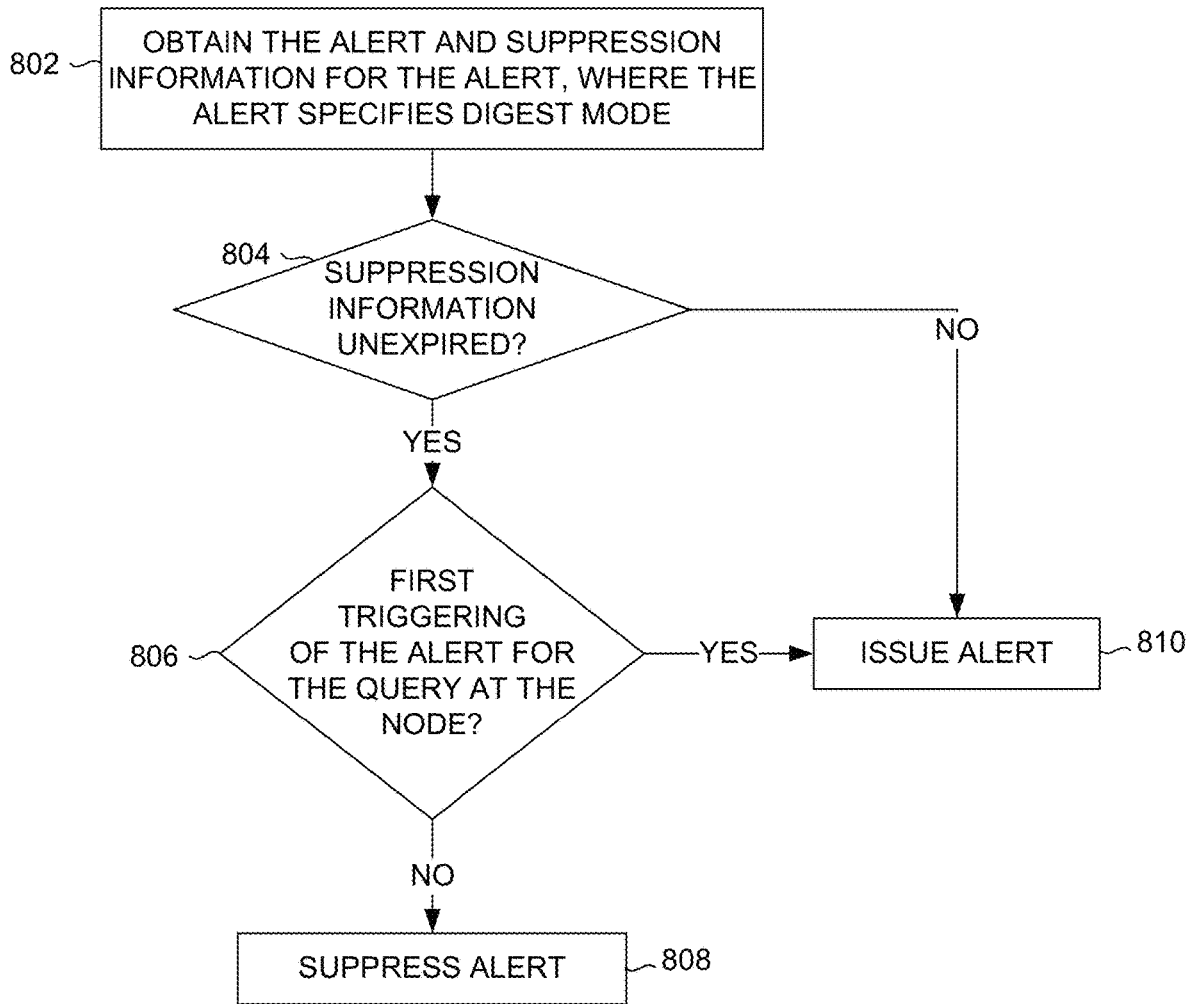 802
OBTAIN THE ALERT AND SUPPRESSION
INFORMATION FOR THE ALERT, WHERE THE
ALERT SPECIFIES DIGEST MODE
804
SUPPRESSION
INFORMATION
UNEXPIRED?
NO
YES
806
FIRST
TRIGGERING
OF THE ALERT FOR
THE QUERY AT THE
NODE?
YES
ISSUE ALERT
810
NO
SUPPRESS ALERT
808